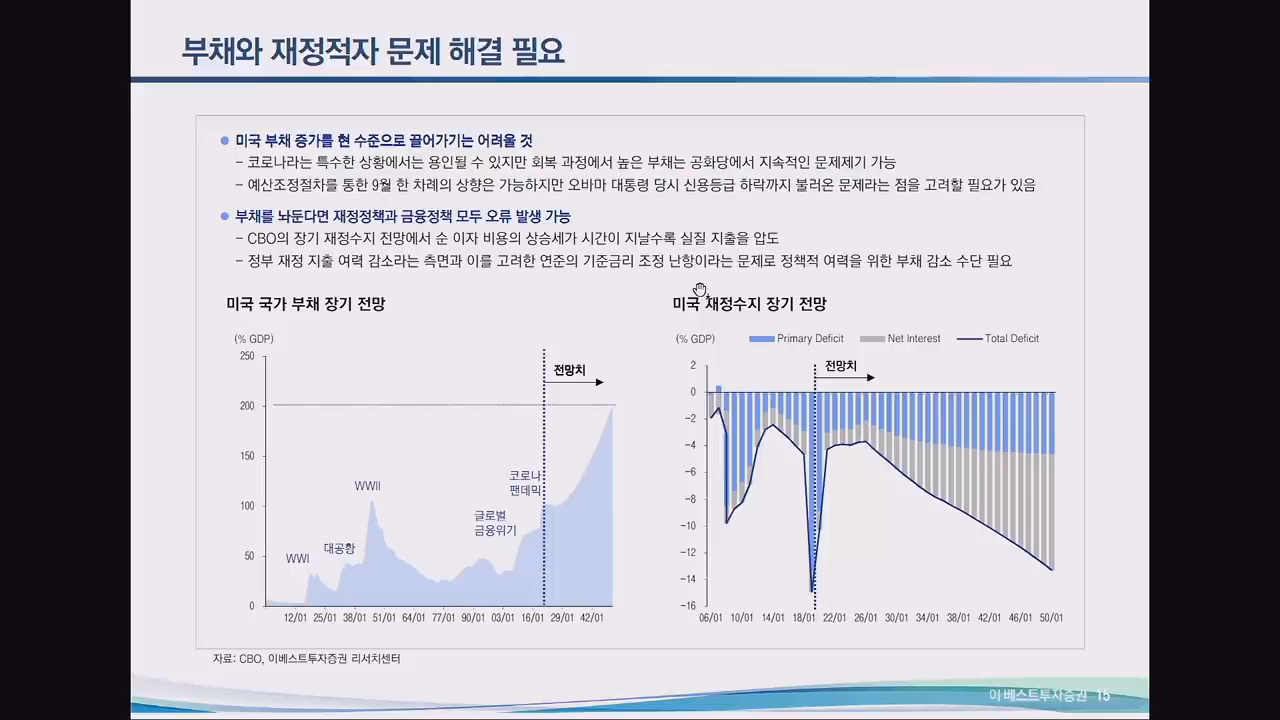 부채와 재정적자 문제 해결 필요
미국 부채 증가를 현 수준으로 끌어가기는 어려울 것
- 코로나라는 특수한 상황에서는 용인될 수 있지만 회복 과정에서 높은 부채는 공화당에서 지속적인 문제제기 가능
- 예산조정절차를 통한 9월 한 차례의 상향은 가능하지만 오바마 대통령 당시 신용등급 하락까지 불러온 문제라는 점을 고려할 필요가 있음
부채를 놔둔다면 재정정책과 금융정책 모두 오류 발생 가능
- CBO의 장기 재정수지 전망에서 순 이자 비용의 상승세가 시간이 지날수록 실질 지출을 압도
- 정부 재정 지출 여력 감소라는 측면과 이를 고려한 연준의 기준금리 조정 난항이라는 문제로 정책적 여력을 위한 부채 감소 수단 필요
미국 국가 부채 장기 전망
(% GDP)
250
200
150
100
50
0
전망치
WWI
대공황
WWII
글로벌
금융위기
코로나
팬데믹
12/01 25/01 38/01 51/01 64/01 77/01 90/01 03/01 16/01 29/01 42/01
미국 재정수지 장기 전망
(% GDP)
Primary Deficit Net Interest Total Deficit
2
0
-2
-4
-6
-8
-10
-12
-14
-16
전망치
06/01 10/01 14/01 18/01 22/01 26/01 30/01 34/01 38/01 42/01 46/01 50/01
자료: CBO, 이베스트투자증권 리서치센터
이베스트투자증권 15